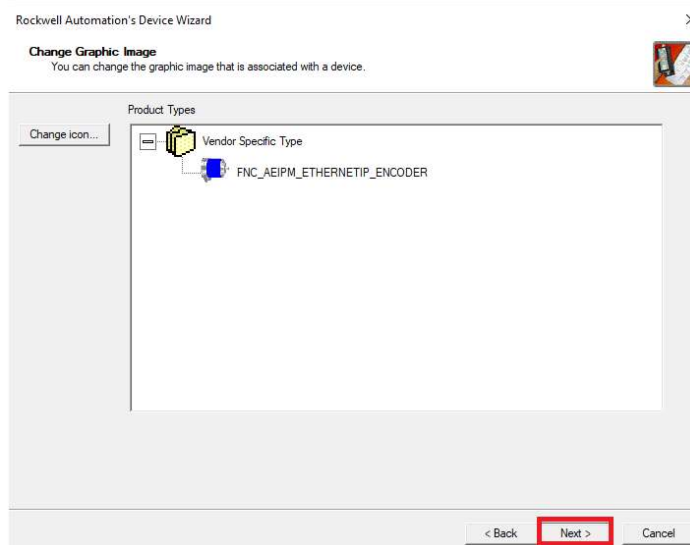 Rockwell Automation's Device Wizard
Change Graphic Image
You can change the graphic image that is associated with a device.
Product Types
Change icon...
Vendor Specific Type
FNC_AEIPM_ETHERNETIP_ENCODER
< Back Next > Cancel